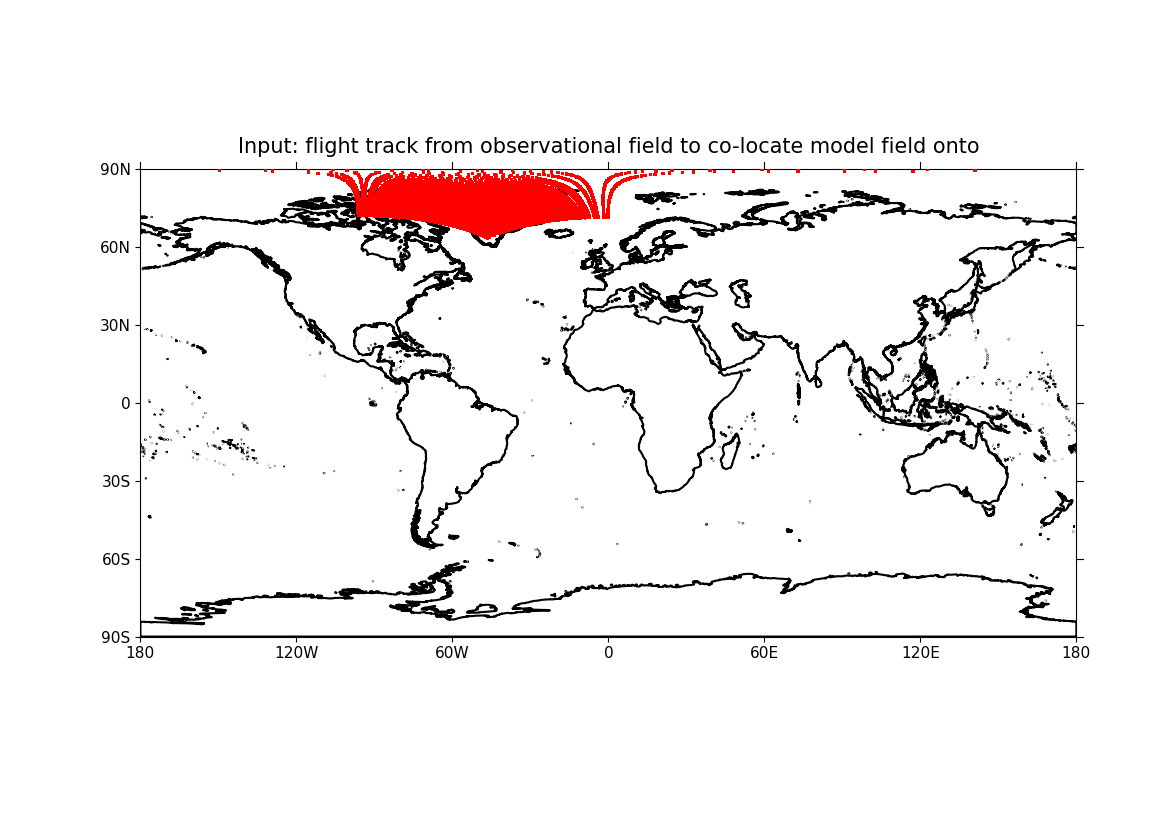 Input: flight track from observational field to co-locate model field onto
90N
60N
30N
0
30S
60S
90S
180 120W 60W 0 60E 120E 180